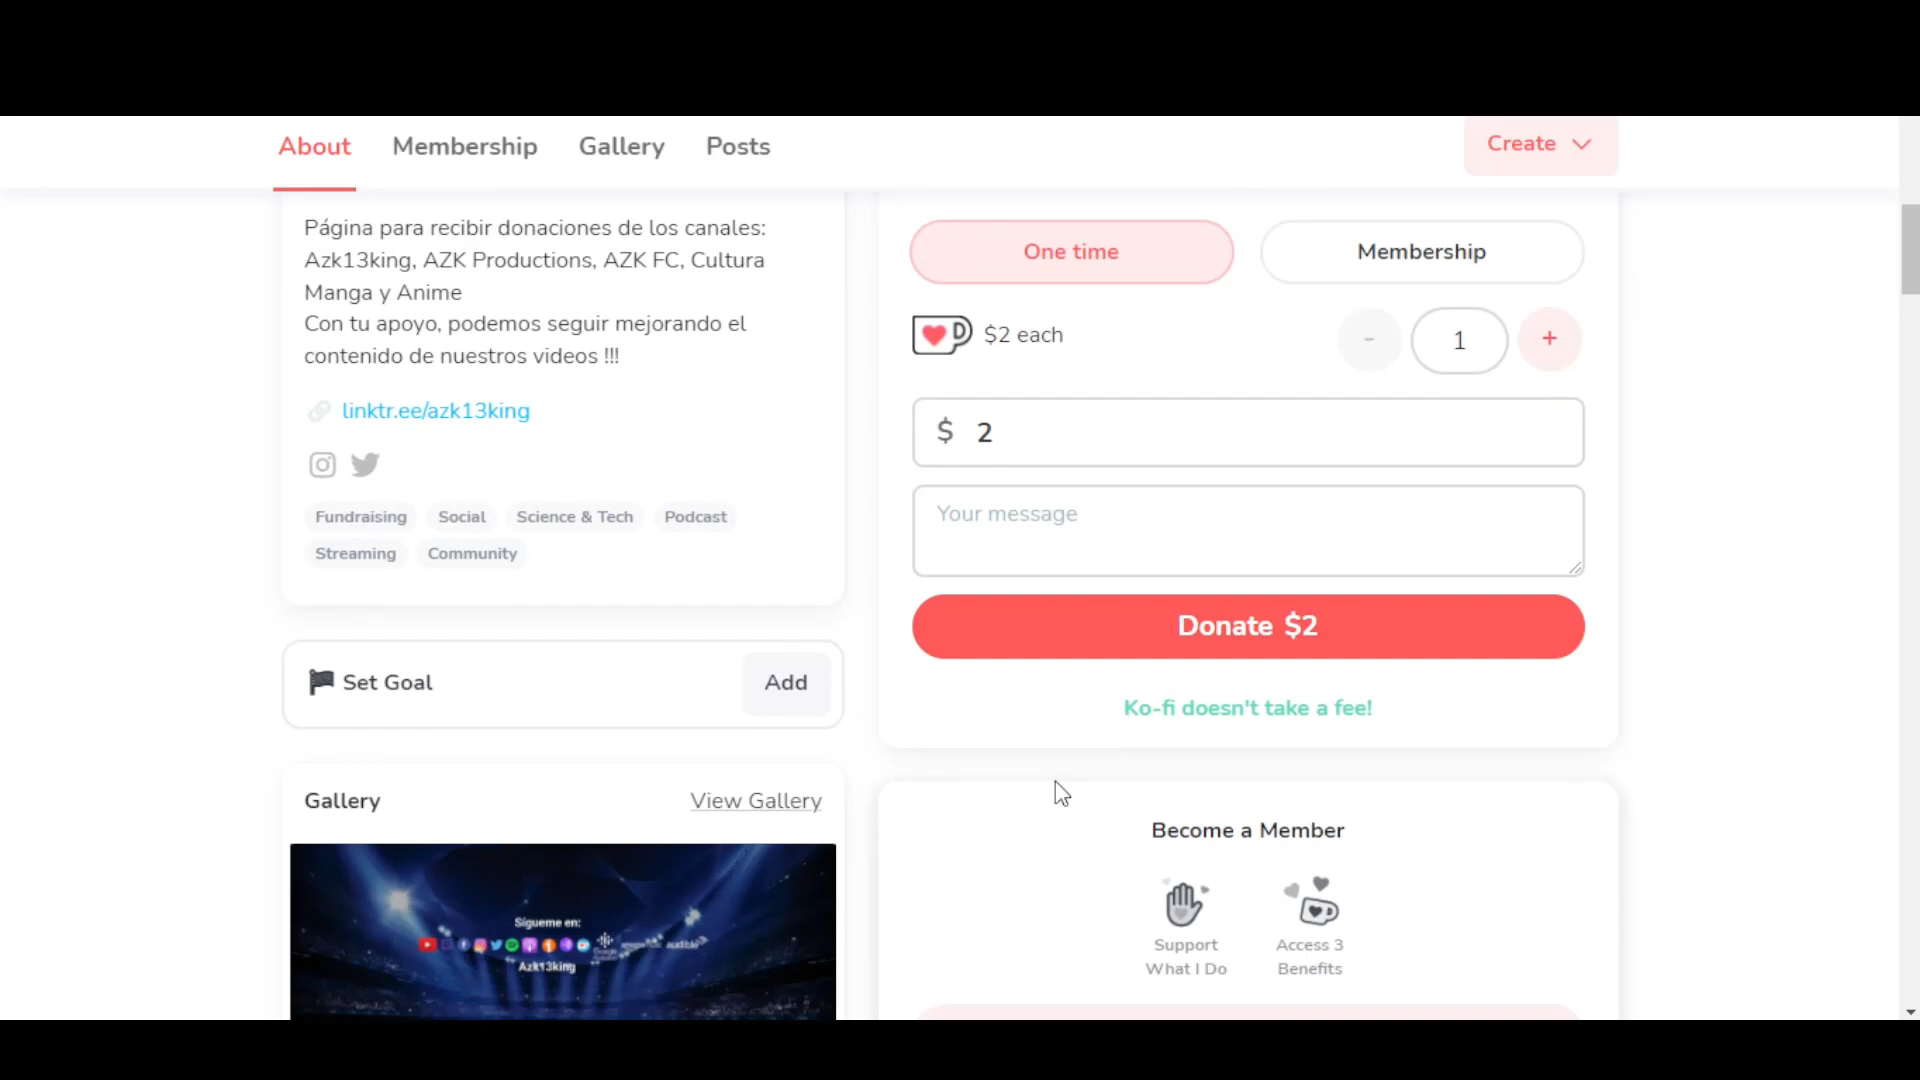 About
Membership
Gallery
Posts
Create
Página para recibir donaciones de los canales:
Azk13king, AZK Productions, AZK FC, Cultura
Manga y Anime
Con tu apoyo, podemos seguir mejorando el
contenido de nuestros videos !!!
linktr.ee/azk13king
Fundraising
Social
Science & Tech
Podcast
Streaming
Community
Set Goal
Add
Gallery
View Gallery
Sígueme en:
audible
Azk13king
One time
Membership
$2 each
-
1
+
$ 2
Your message
Donate $2
Ko-fi doesn't take a fee!
Become a Member
Support
What I Do
Access 3
Benefits